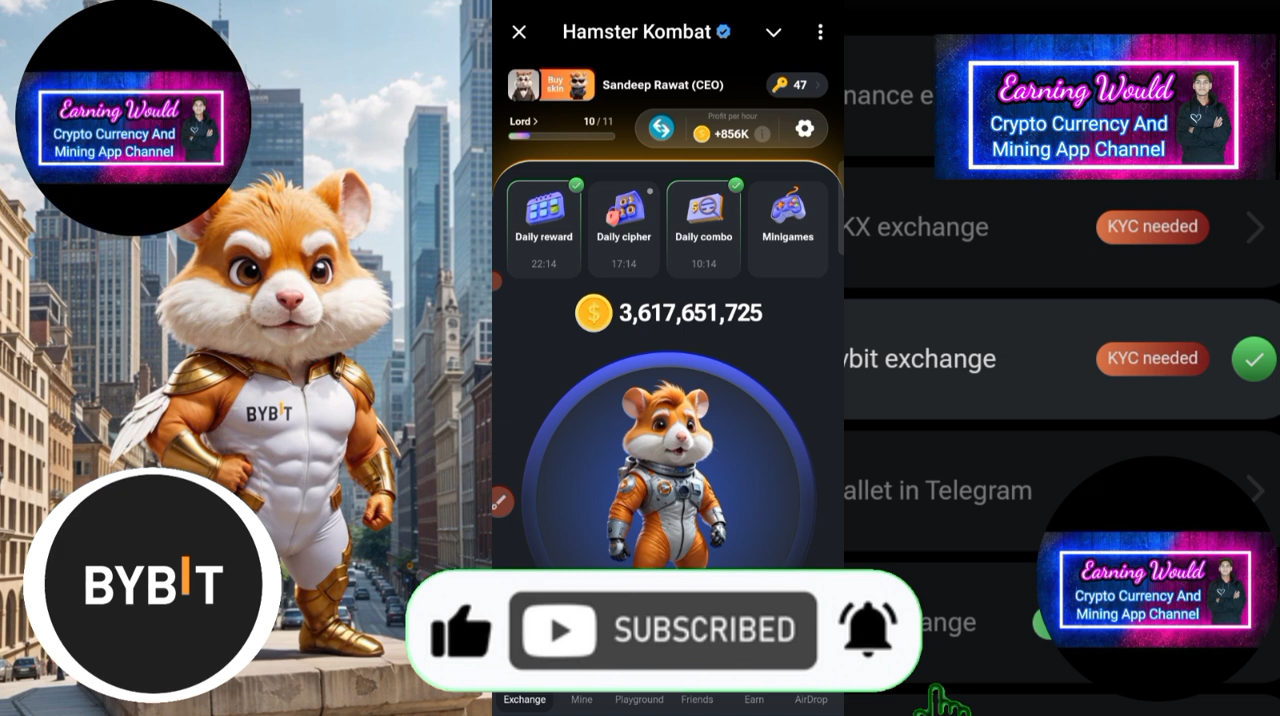 Earning Would
Crypto Currency And
Mining App Channel
BYBIT
BYBIT
Hamster Kombat
Buy
skin
Sandeep Rawat (CEO)
47
Lord >
10 / 11
Profit per hour
+856K
Daily reward
22:14
Daily cipher
17:14
Daily combo
10:14
Minigames
3,617,651,725
SUBSCRIBED
Exchange
Mine
Playground
Friends
Earn
AirDrop
nance e
Earning Would
Crypto Currency And
Mining App Channel
KX exchange
KYC needed
ybit exchange
KYC needed
allet in Telegram
ange
Earning Would
Crypto Currency And
Mining App Channel